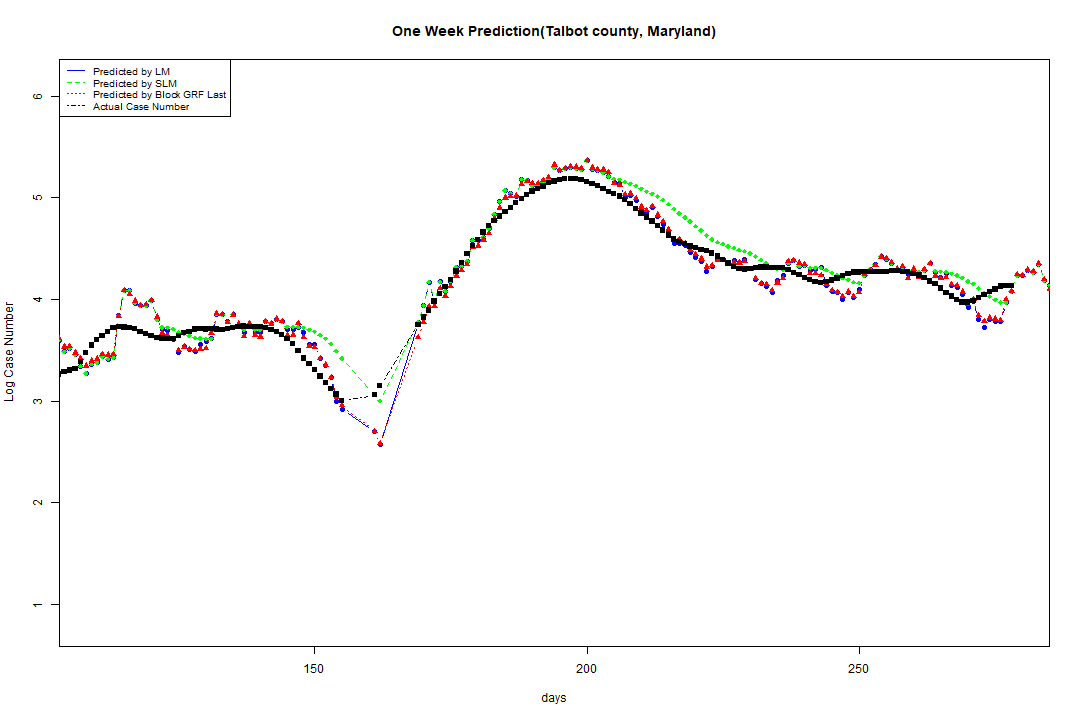 One Week Prediction(Talbot county, Maryland)
Predicted by LM
Predicted by SLM
Predicted by Block GRF Last
Actual Case Number
6
5
4
3
2
1
Log Case Number
150 200 250
days